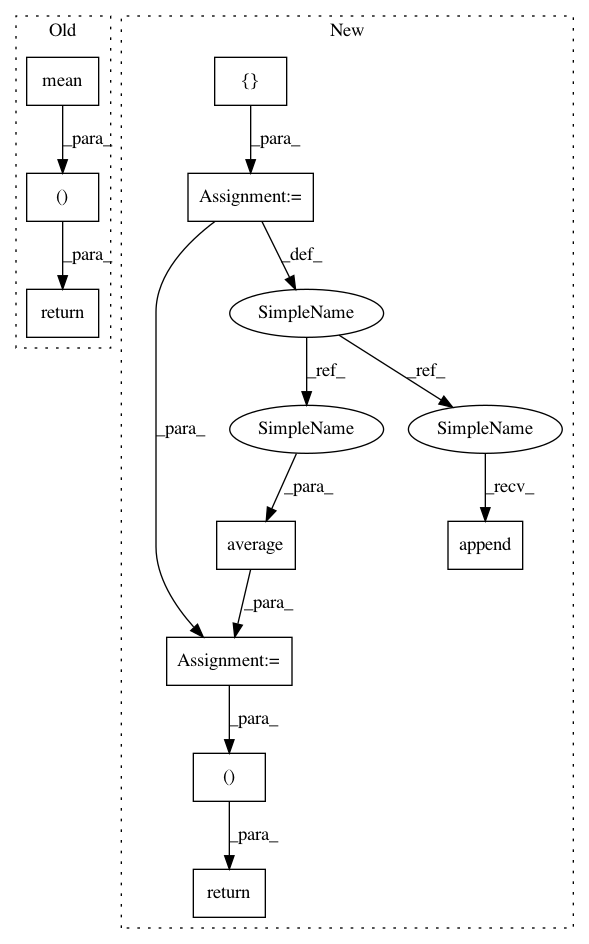 Old
New
mean
{}
_para_
_para_
()
Assignment:=
_para_
_def_
return
SimpleName
_ref_
_ref_
_para_
SimpleName
SimpleName
_para_
_recv_
average
append
_para_
Assignment:=
_para_
()
_para_
return